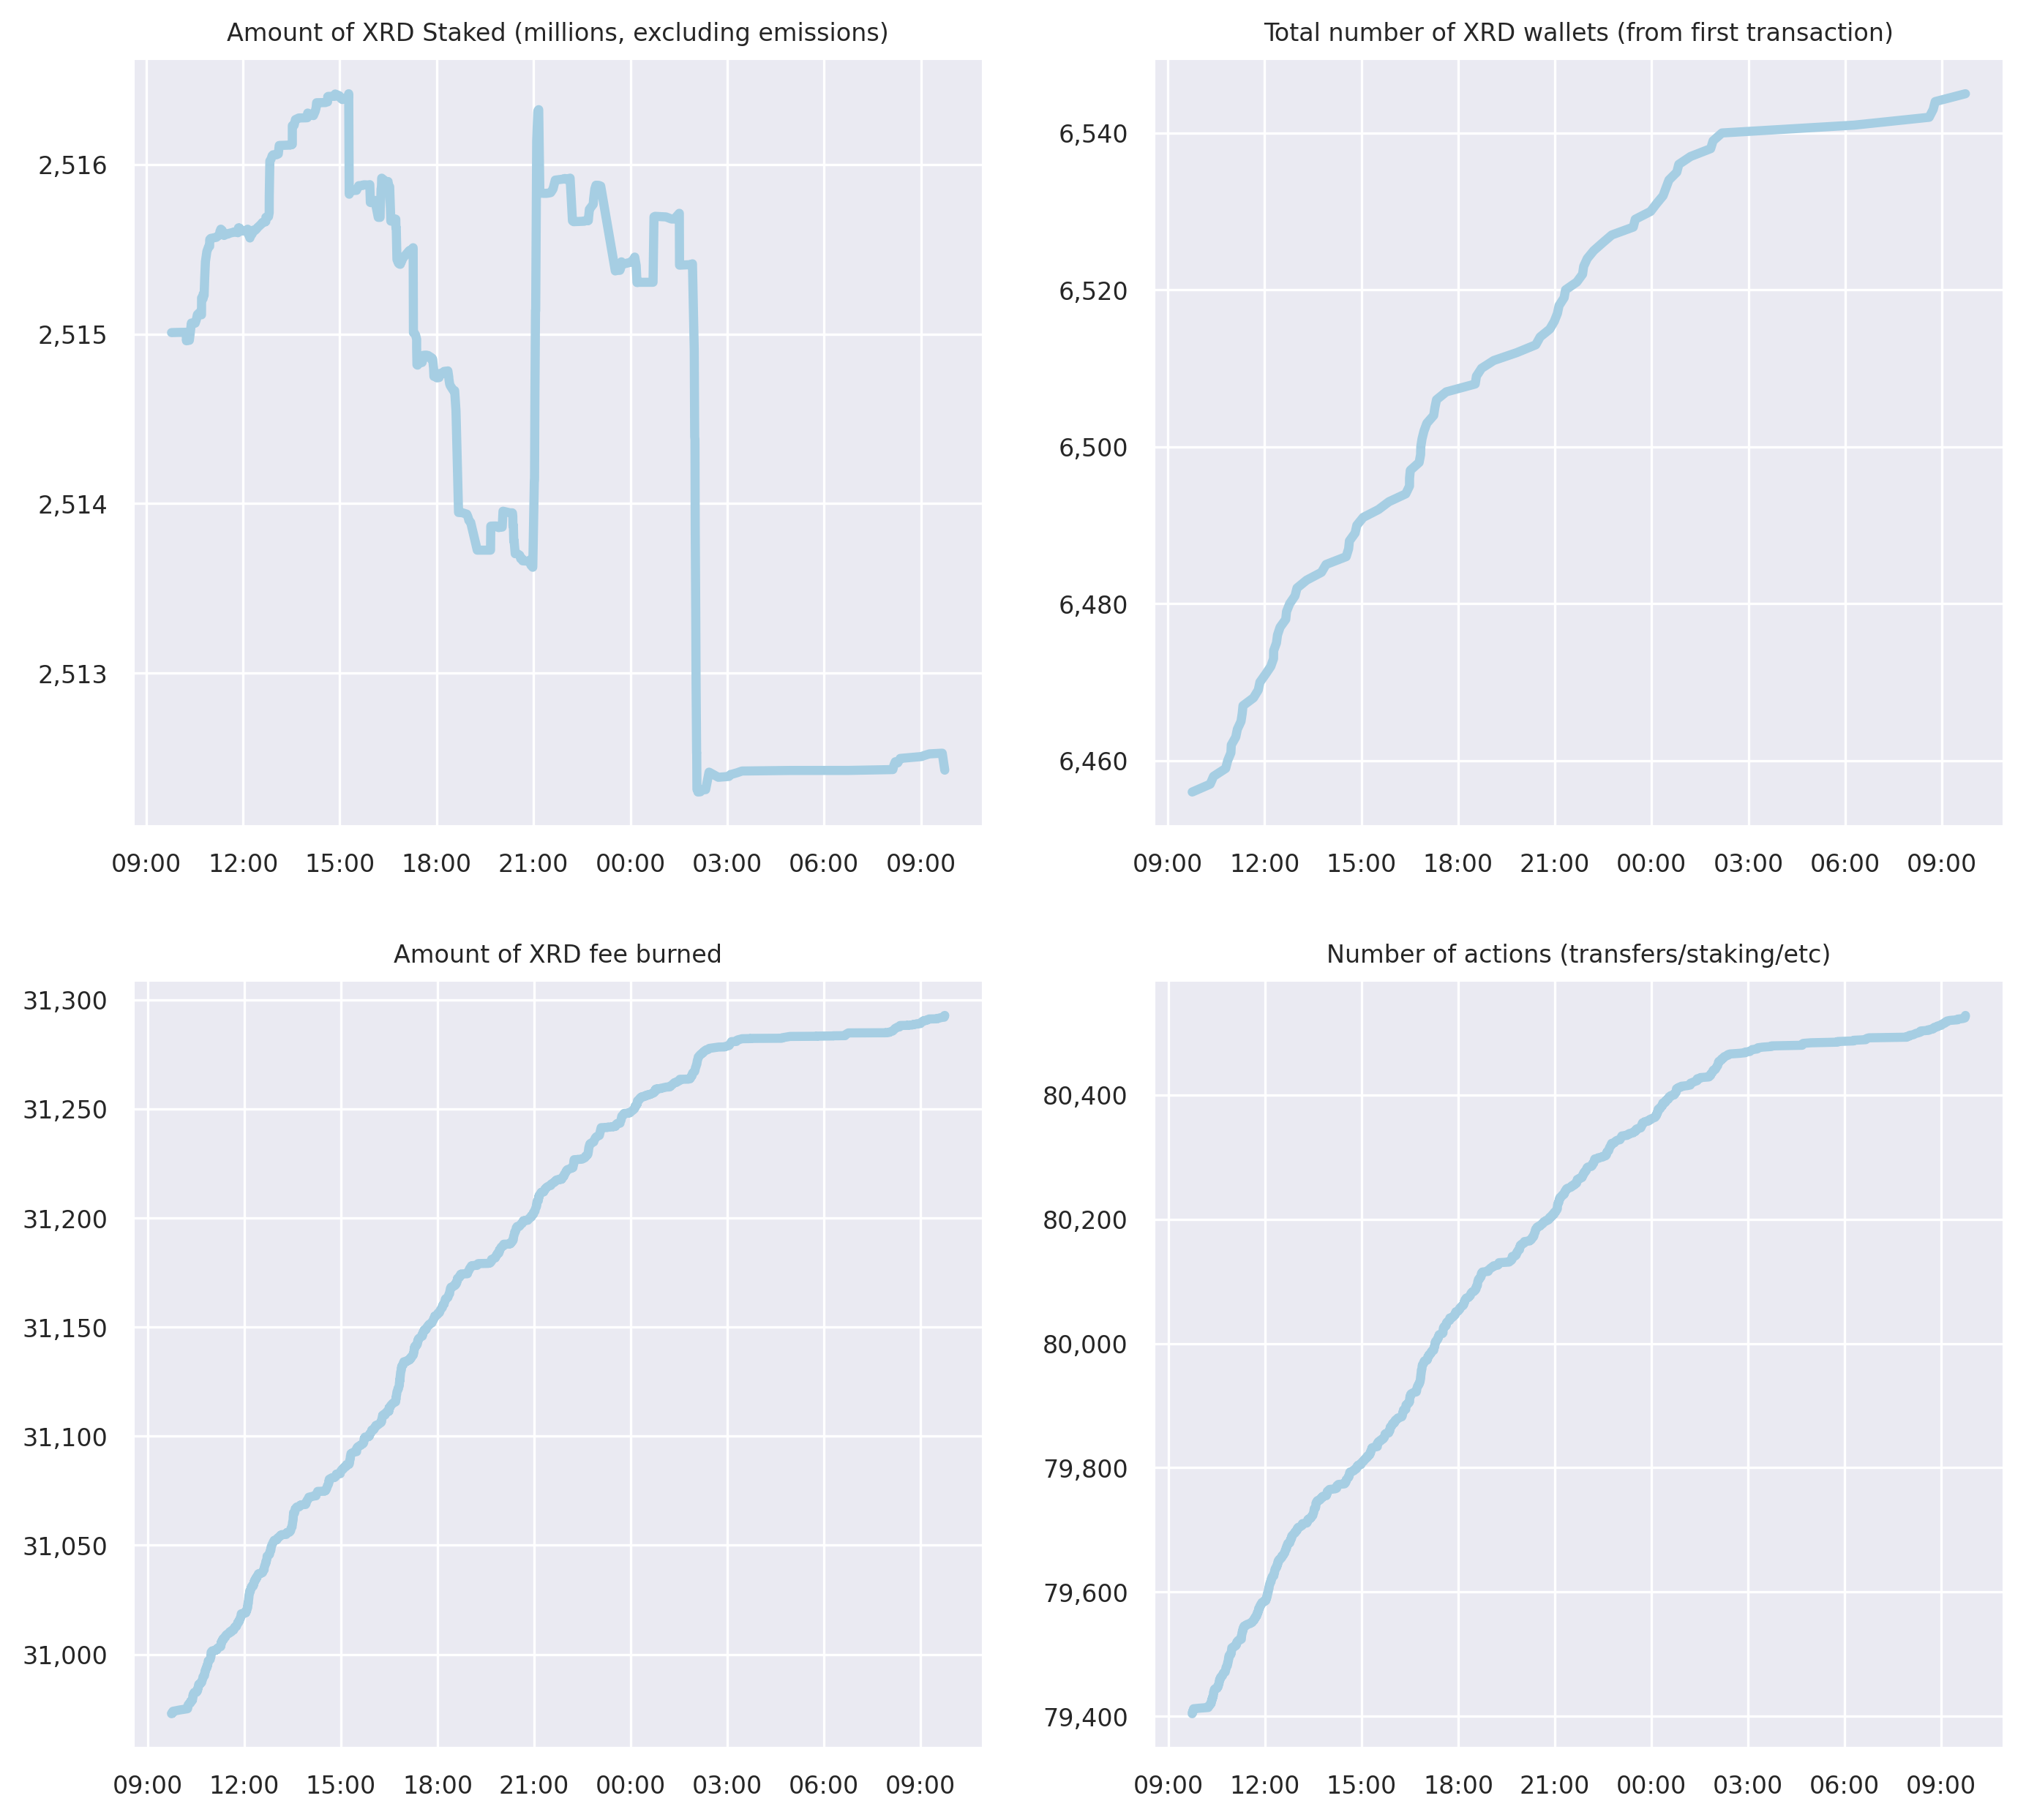 Amount of XRD Staked (millions, excluding emissions)
2,516
2,515
2,514
2,513
09:00 12:00 15:00 18:00 21:00 00:00 03:00 06:00 09:00
Total number of XRD wallets (from first transaction)
6,540
6,520
6,500
6,480
6,460
09:00 12:00 15:00 18:00 21:00 00:00 03:00 06:00 09:00
Amount of XRD fee burned
31,300
31,250
31,200
31,150
31,100
31,050
31,000
09:00 12:00 15:00 18:00 21:00 00:00 03:00 06:00 09:00
Number of actions (transfers/staking/etc)
80,400
80,200
80,000
79,800
79,600
79,400
09:00 12:00 15:00 18:00 21:00 00:00 03:00 06:00 09:00